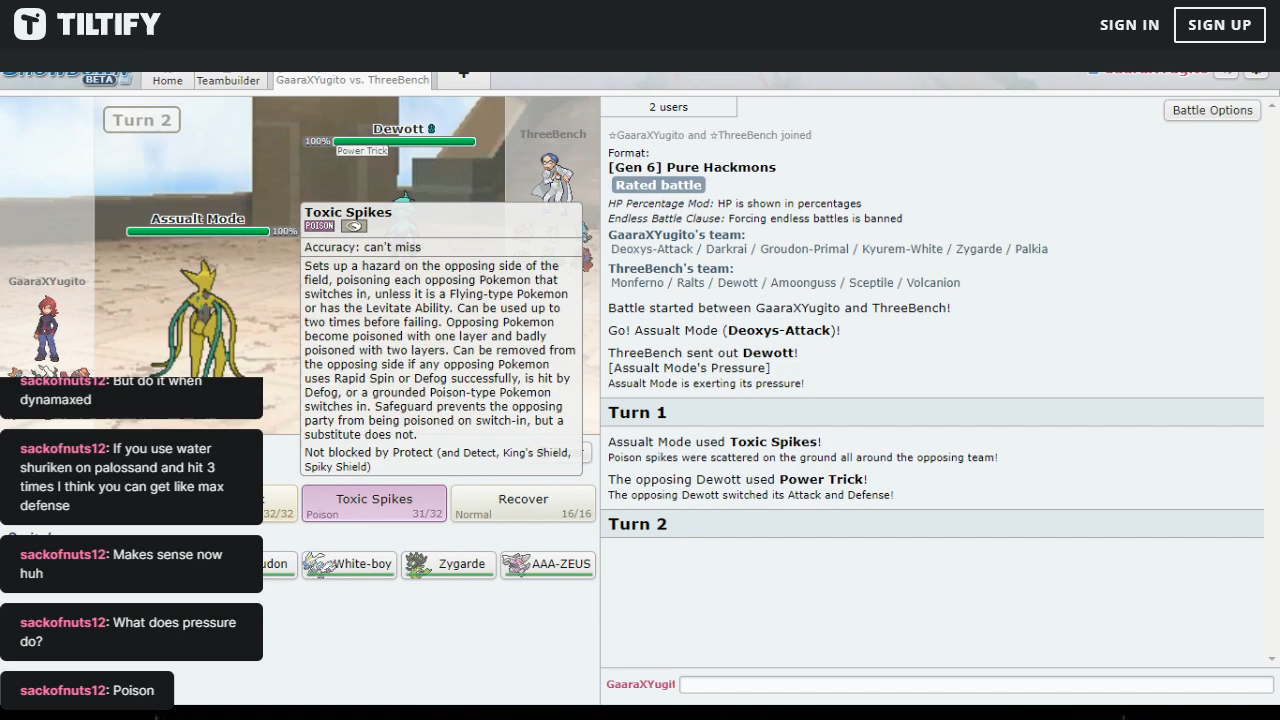 TILTIFY
SIGN IN
SIGN UP
BETA
Home
Teambuilder
GaaraXYugito vs. ThreeBench
+
Turn 2
Dewott
100%
Power Trick
ThreeBench
Assualt Mode
100%
GaaraXYugito
Toxic Spikes
POISON
Accuracy: can't miss
Sets up a hazard on the opposing side of the
field, poisoning each opposing Pokemon that
switches in, unless it is a Flying-type Pokemon
or has the Levitate Ability. Can be used up to
two times before failing. Opposing Pokemon
become poisoned with one layer and badly
poisoned with two layers. Can be removed from
the opposing side if any opposing Pokemon
uses Rapid Spin or Defog successfully, is hit by
Defog, or a grounded Poison-type Pokemon
switches in. Safeguard prevents the opposing
party from being poisoned on switch-in, but a
substitute does not.
Not blocked by Protect (and Detect, King's Shield,
Spiky Shield)
32/32
Toxic Spikes
Poison 31/32
Recover
Normal 16/16
udon
White-boy
Zygarde
AAA-ZEUS
sackofnuts12: But do it when
dynamaxed
sackofnuts12: If you use water
shuriken on palossand and hit 3
times I think you can get like max
defense
sackofnuts12: Makes sense now
huh
sackofnuts12: What does pressure
do?
sackofnuts12: Poison
2 users
Battle Options
☆GaaraXYugito and ☆ThreeBench joined
Format:
[Gen 6] Pure Hackmons
Rated battle
HP Percentage Mod: HP is shown in percentages
Endless Battle Clause: Forcing endless battles is banned
GaaraXYugito's team:
Deoxys-Attack / Darkrai / Groudon-Primal / Kyurem-White / Zygarde / Palkia
ThreeBench's team:
Monferno / Ralts / Dewott / Amoonguss / Sceptile / Volcanion
Battle started between GaaraXYugito and ThreeBench!
Go! Assualt Mode (Deoxys-Attack)!
ThreeBench sent out Dewott!
[Assualt Mode's Pressure]
Assualt Mode is exerting its pressure!
Turn 1
Assualt Mode used Toxic Spikes!
Poison spikes were scattered on the ground all around the opposing team!
The opposing Dewott used Power Trick!
The opposing Dewott switched its Attack and Defense!
Turn 2
GaaraXYugit